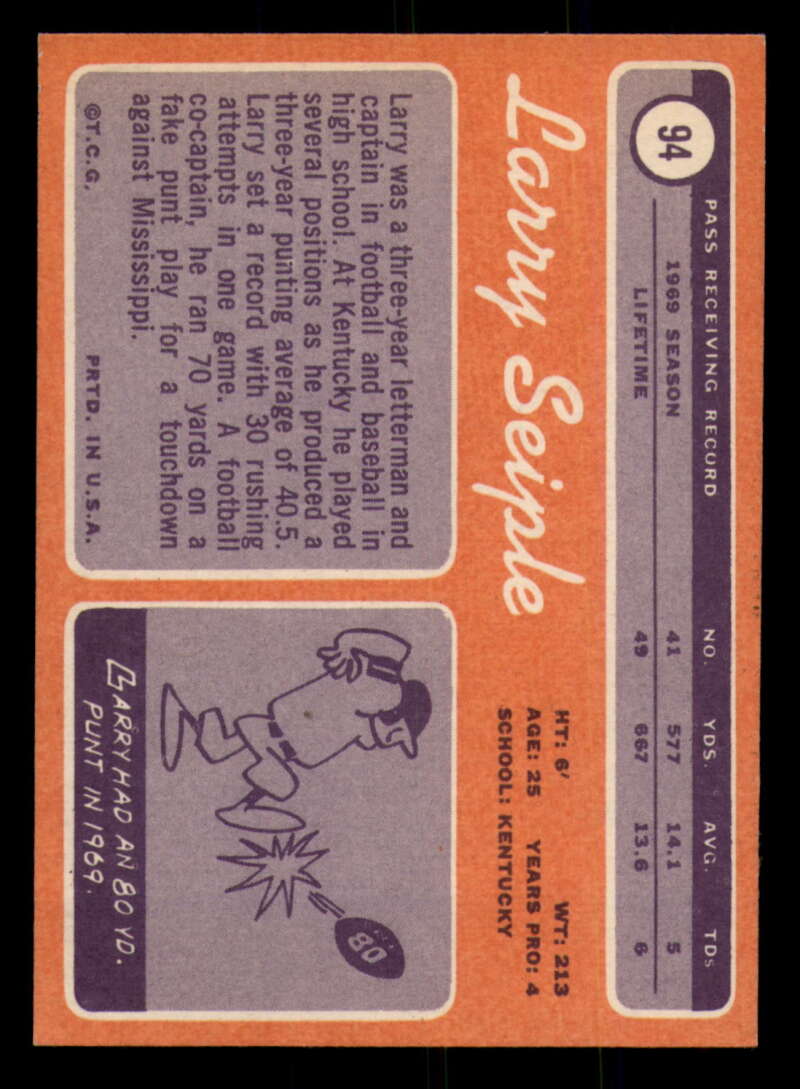 94
PASS RECEIVING RECORD NO. YDS. AVG. TDs
1969 SEASON 41 577 14.1 5
LIFETIME 49 667 13.6 6
Larry Seiple
HT: 6' WT: 213
AGE: 25 YEARS PRO: 4
SCHOOL: KENTUCKY
Larry was a three-year letterman and
captain in football and baseball in
high school. At Kentucky he played
several positions as he produced a
three-year punting average of 40.5.
Larry set a record with 30 rushing
attempts in one game. A football
co-captain, he ran 70 yards on a
fake punt play for a touchdown
against Mississippi.
©T.C.G. PRTD. IN U.S.A.
80
LARRY HAD AN 80 YD.
PUNT IN 1969.